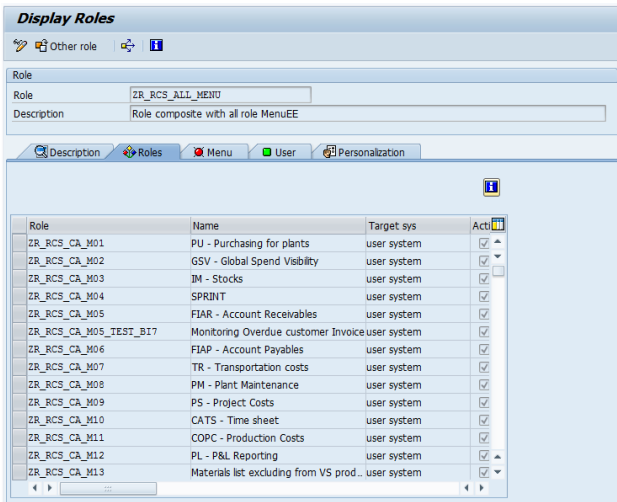 Display Roles
Other role
Role
Role ZR_RCS_ALL_MENU
Description Role composite with all role MenuEE
Description Roles Menu User Personalization
Role Name Target sys Acti
ZR_RCS_CA_M01 PU - Purchasing for plants user system
ZR_RCS_CA_M02 GSV - Global Spend Visibility user system
ZR_RCS_CA_M03 IM - Stocks user system
ZR_RCS_CA_M04 SPRINT user system
ZR_RCS_CA_M05 FIAR - Account Receivables user system
ZR_RCS_CA_M05_TEST_BI7 Monitoring Overdue customer Invoice user system
ZR_RCS_CA_M06 FIAP - Account Payables user system
ZR_RCS_CA_M07 TR - Transportation costs user system
ZR_RCS_CA_M08 PM - Plant Maintenance user system
ZR_RCS_CA_M09 PS - Project Costs user system
ZR_RCS_CA_M10 CATS - Time sheet user system
ZR_RCS_CA_M11 COPC - Production Costs user system
ZR_RCS_CA_M12 PL - P&L Reporting user system
ZR_RCS_CA_M13 Materials list excluding from VS prod.. user system